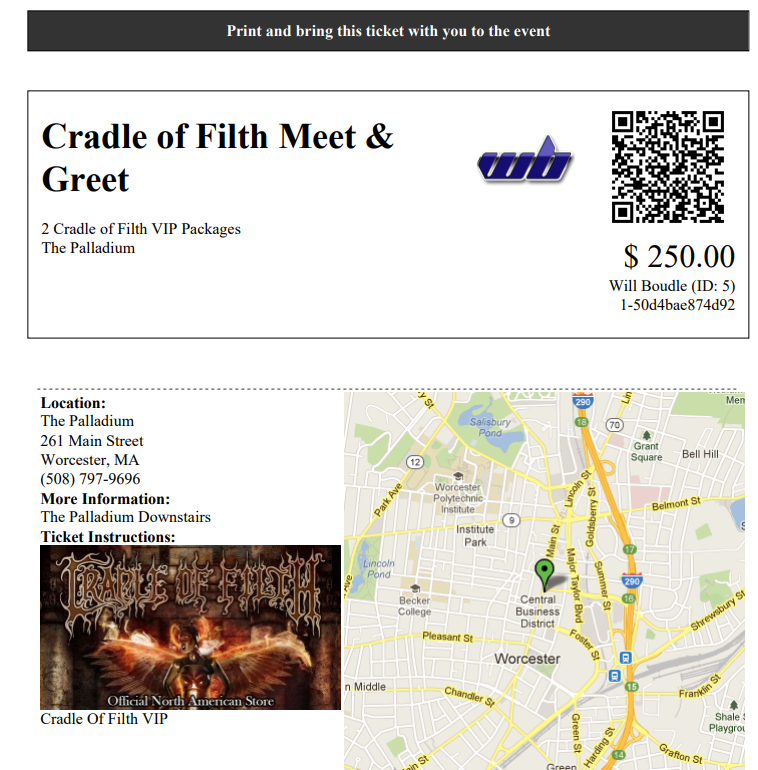 Print and bring this ticket with you to the event
Cradle of Filth Meet &
Greet
wb
2 Cradle of Filth VIP Packages
The Palladium
$ 250.00
Will Boudle (ID: 5)
1-50d4bae874d92
Location:
The Palladium
261 Main Street
Worcester, MA
(508) 797-9696
More Information:
The Palladium Downstairs
Ticket Instructions:
CRADLE OF FILTH
Official North American Store
Cradle Of Filth VIP
290
Mem
Salisbury
Pond
18
70
Grant
Square
Bell Hill
12
Worcester
Polytechnic
Institute
Lincoln St
Goldsberry St
Belmont St
Park Ave
9
Institute
Park
Main St
17
Lincoln
Pond
Major Taylor Blvd
Summer St
290
16
Becker
College
Central
Business
District
Shrewsbury St
Pleasant St
Foster St
Worcester
n Middle
15
Chandler St
Franklin St
Green St
Harding St
Shale
Playgrou
14
Grafton St
ain St
Green